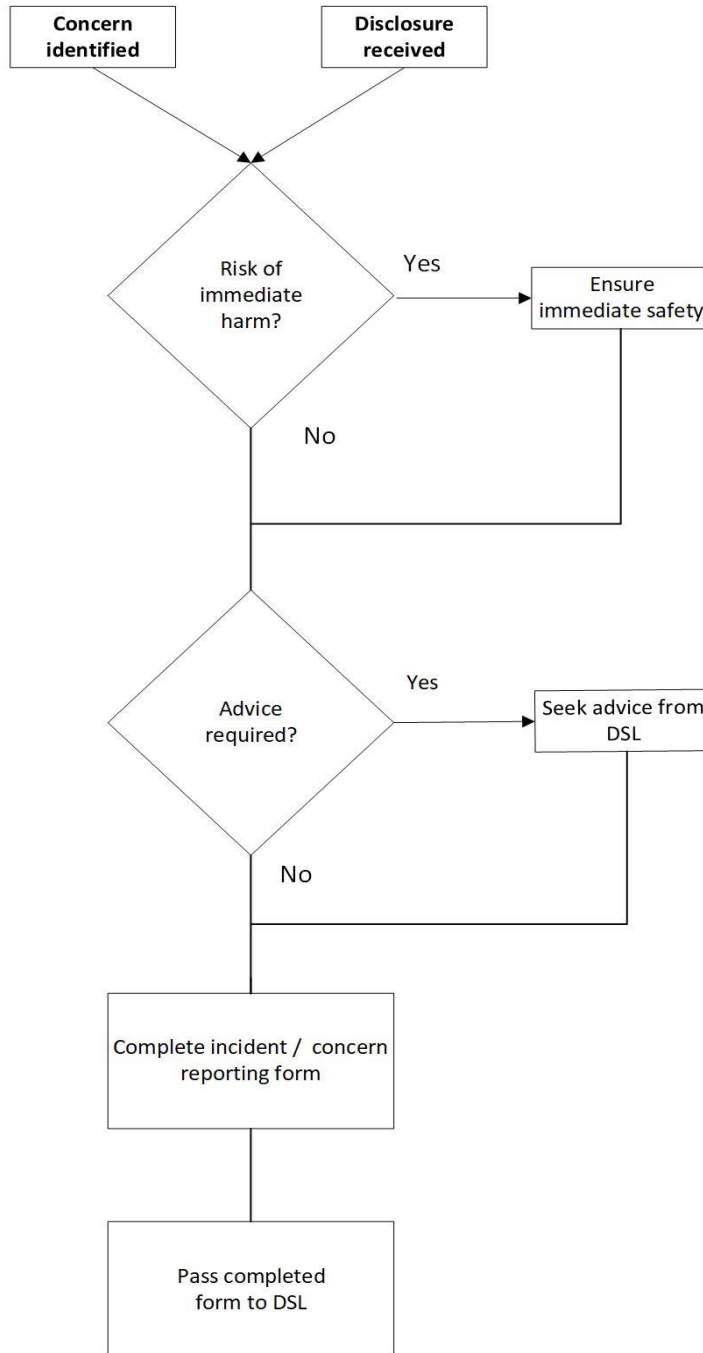 Concern
identified
Disclosure
received
Risk of
immediate
harm?
Yes
Ensure
immediate safety
No
Advice
required?
Yes
Seek advice from
DSL
No
Complete incident / concern
reporting form
Pass completed
form to DSL